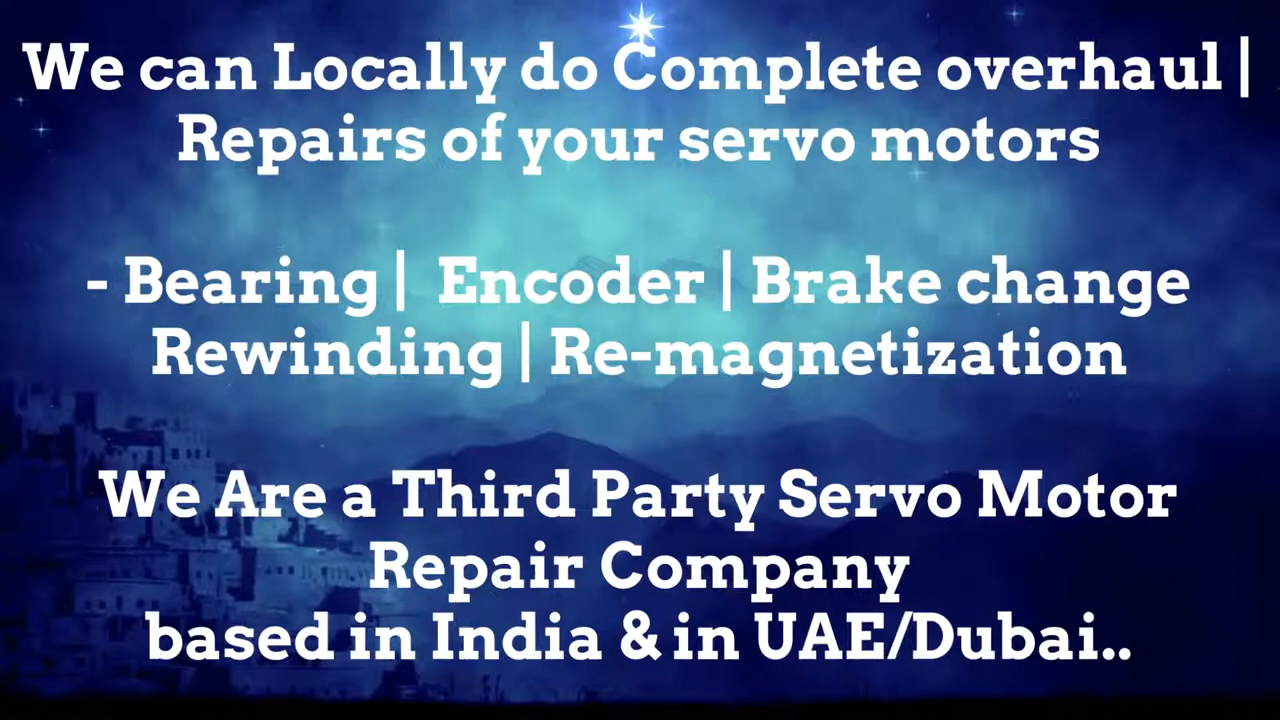 We can Locally do Complete overhaul |
Repairs of your servo motors
- Bearing | Encoder | Brake change
Rewinding | Re-magnetization
We Are a Third Party Servo Motor
Repair Company
based in India & in UAE/Dubai..